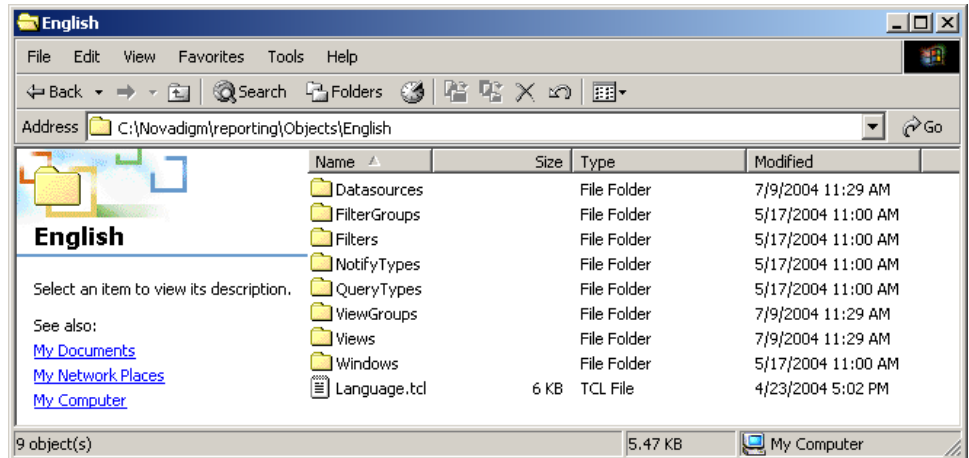 English
File Edit View Favorites Tools Help
Back Search Folders
Address C:\Novadigm\reporting\Objects\English Go
Name Size Type Modified
Datasources File Folder 7/9/2004 11:29 AM
FilterGroups File Folder 5/17/2004 11:00 AM
Filters File Folder 5/17/2004 11:00 AM
NotifyTypes File Folder 5/17/2004 11:00 AM
QueryTypes File Folder 5/17/2004 11:00 AM
ViewGroups File Folder 7/9/2004 11:29 AM
Views File Folder 7/9/2004 11:29 AM
Windows File Folder 5/17/2004 11:00 AM
Language.tcl 6 KB TCL File 4/23/2004 5:02 PM
English
Select an item to view its description.
See also:
My Documents
My Network Places
My Computer
9 object(s) 5.47 KB My Computer